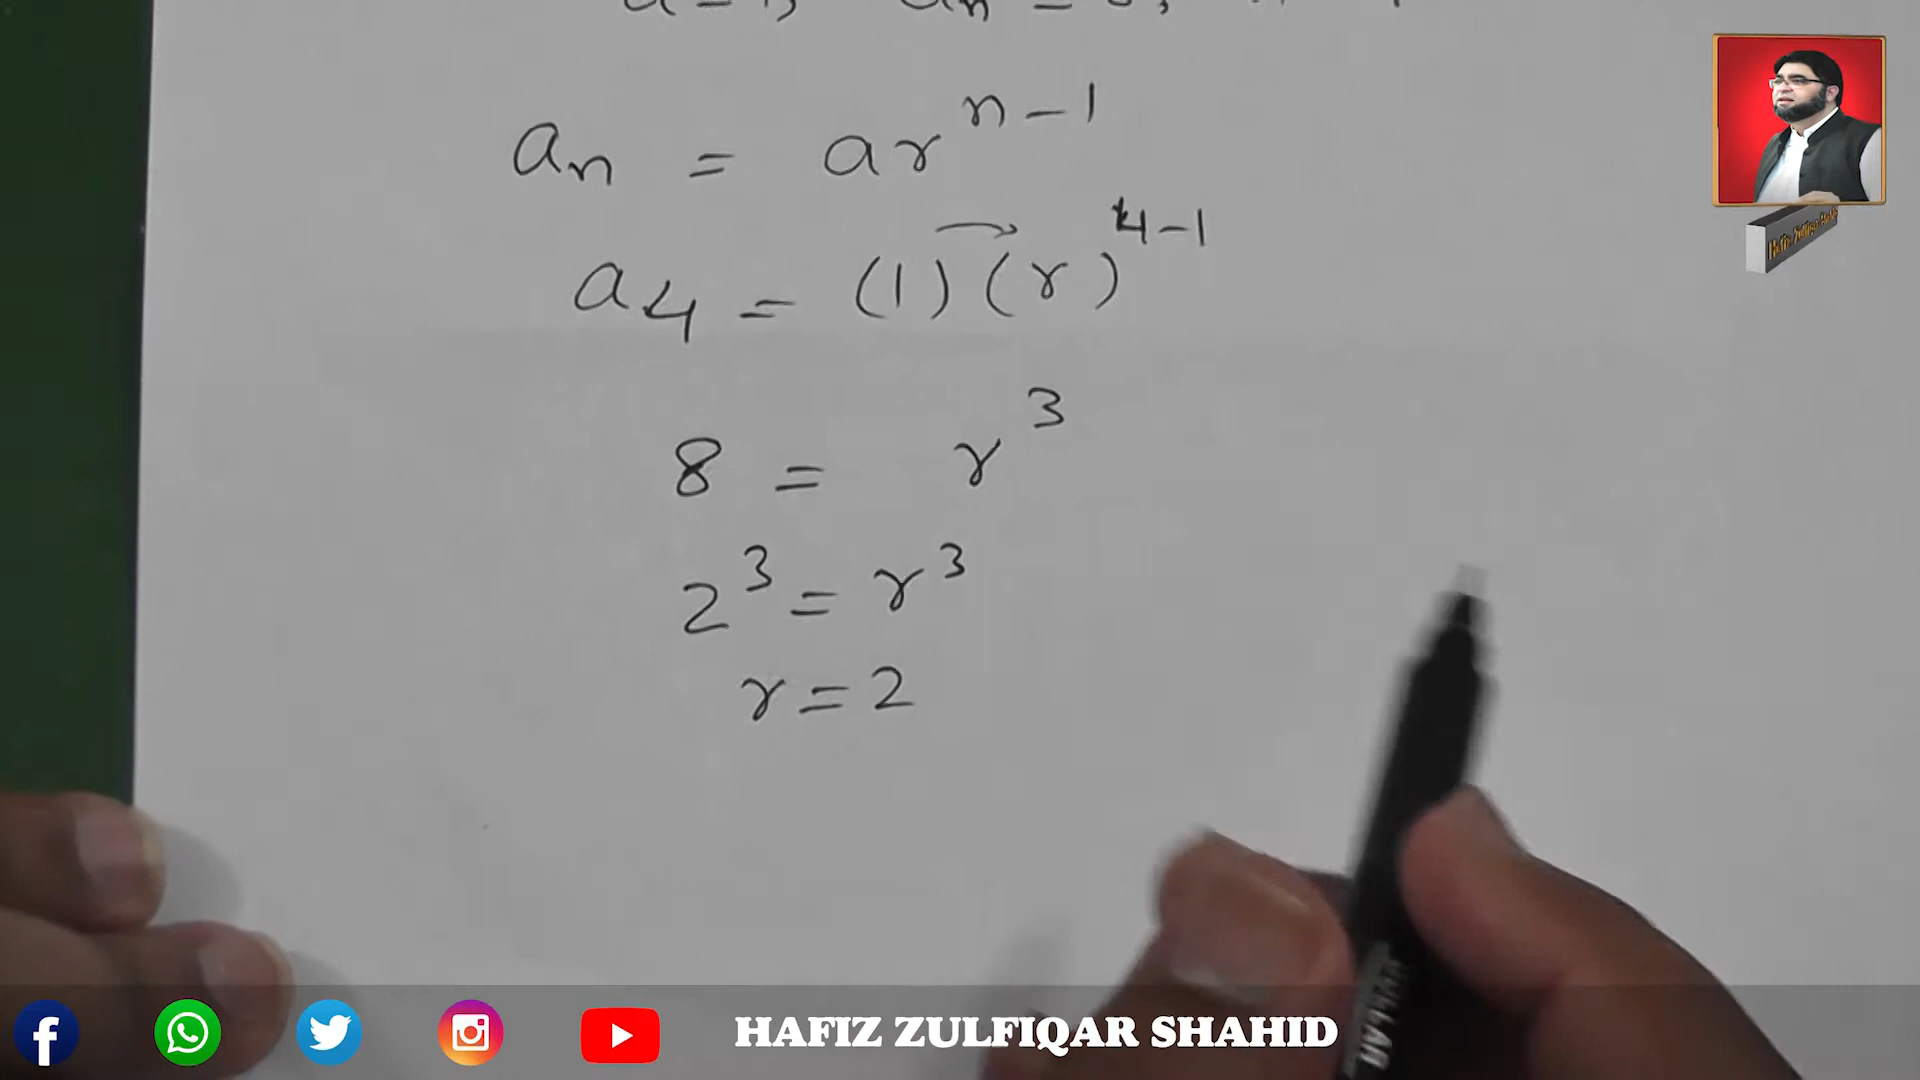 aₙ = arⁿ⁻¹
a₄ = (1)(r)⁴⁻¹
8 = r³
2³ = r³
r = 2
HAFIZ ZULFIQAR SHAHID